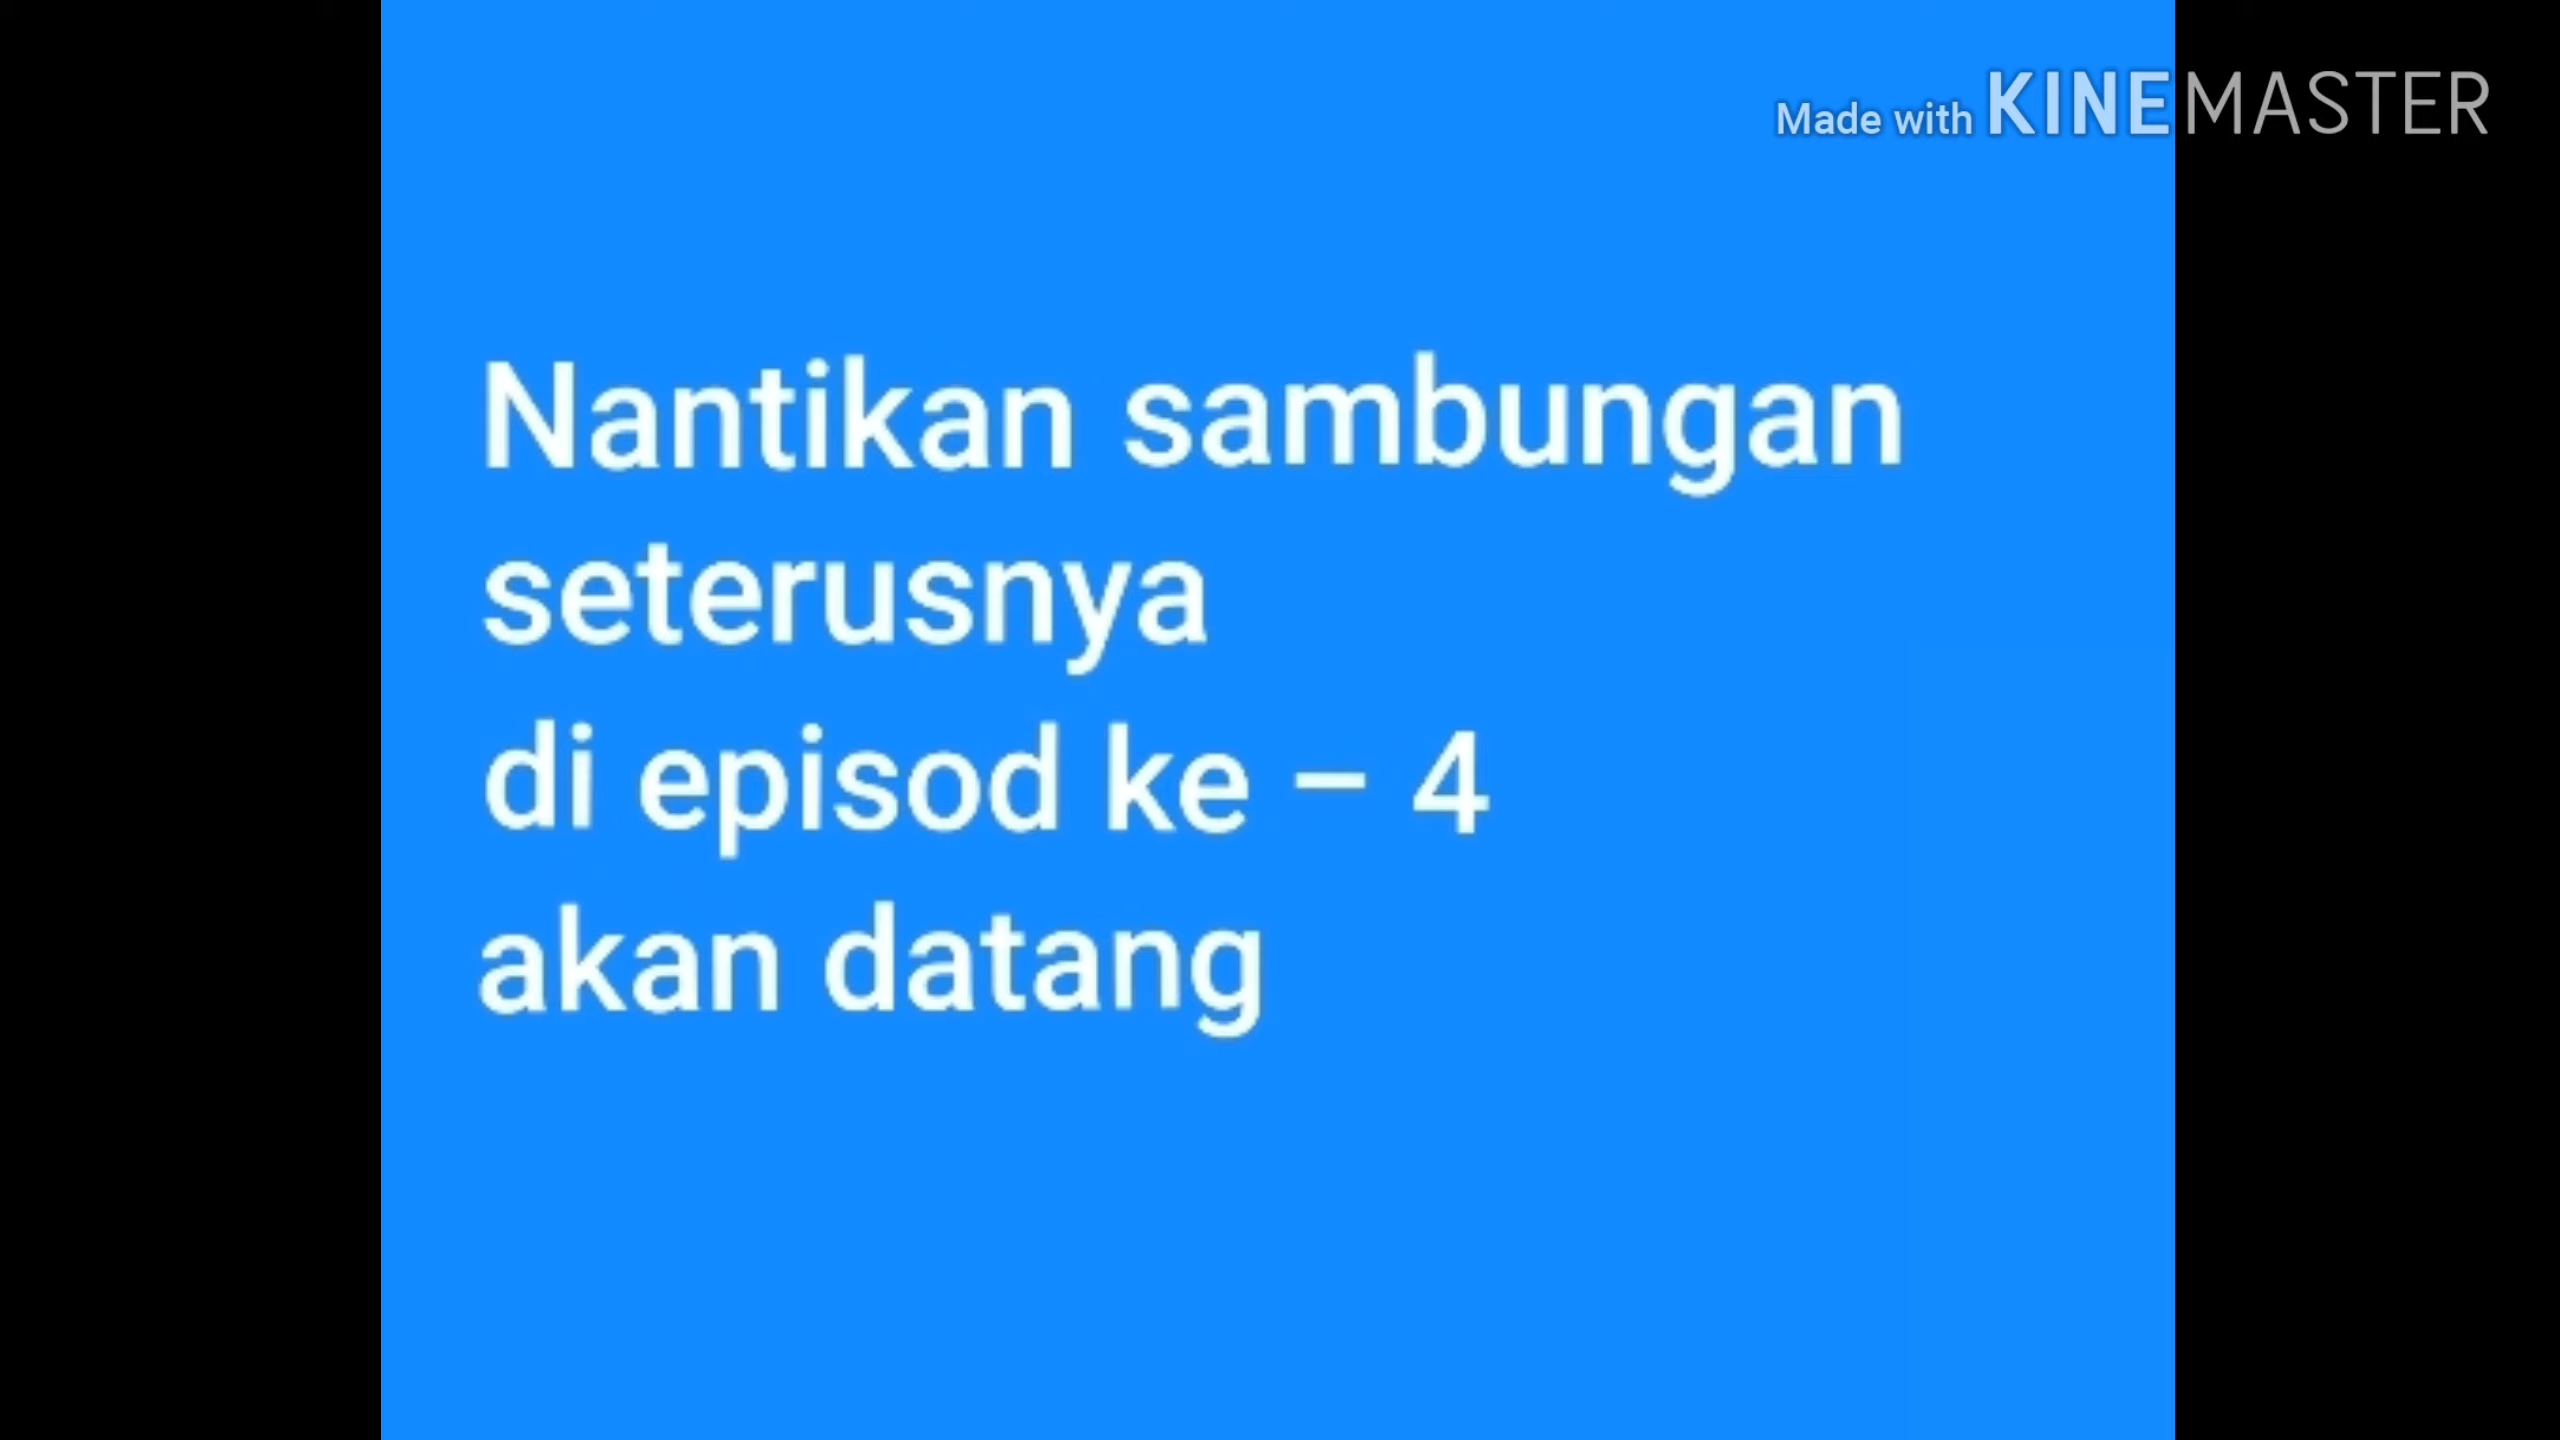 Made with KINEMASTER
Nantikan sambungan
seterusnya
di episod ke – 4
akan datang